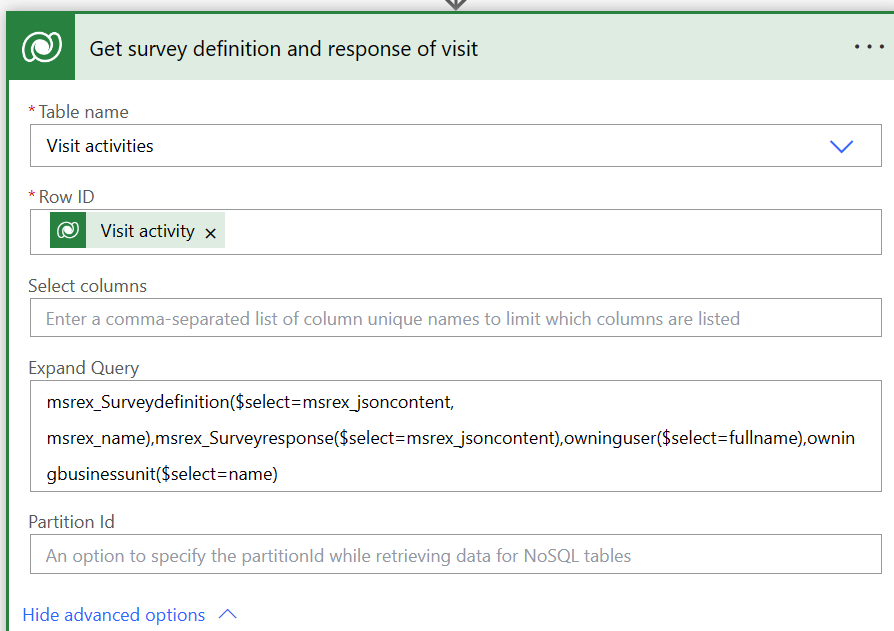 Get survey definition and response of visit
...
* Table name
Visit activities
* Row ID
Visit activity ×
Select columns
Enter a comma-separated list of column unique names to limit which columns are listed
Expand Query
msrex_Surveydefinition($select=msrex_jsoncontent,
msrex_name),msrex_Surveyresponse($select=msrex_jsoncontent),owninguser($select=fullname),ownin
gbusinessunit($select=name)
Partition Id
An option to specify the partitionId while retrieving data for NoSQL tables
Hide advanced options